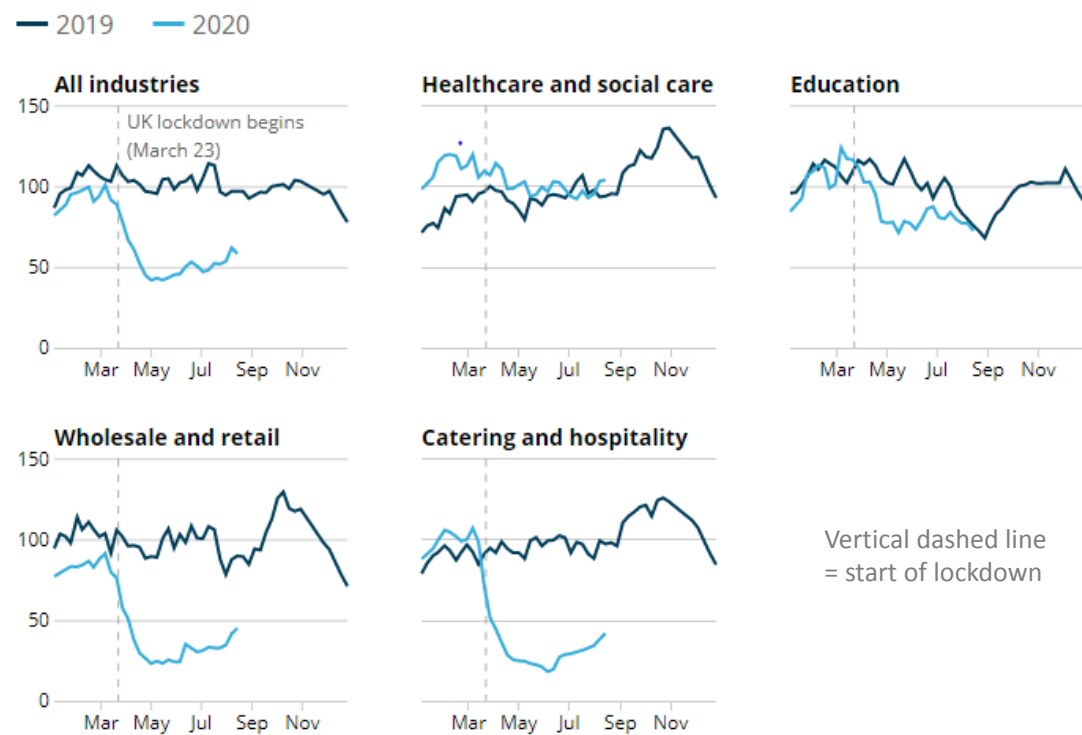 2019 2020
All industries
150
100
50
0
UK lockdown begins
(March 23)
Mar May Jul Sep Nov
Healthcare and social care
Mar May Jul Sep Nov
Education
Mar May Jul Sep Nov
Wholesale and retail
150
100
50
0
Mar May Jul Sep Nov
Catering and hospitality
Mar May Jul Sep Nov
Vertical dashed line
= start of lockdown